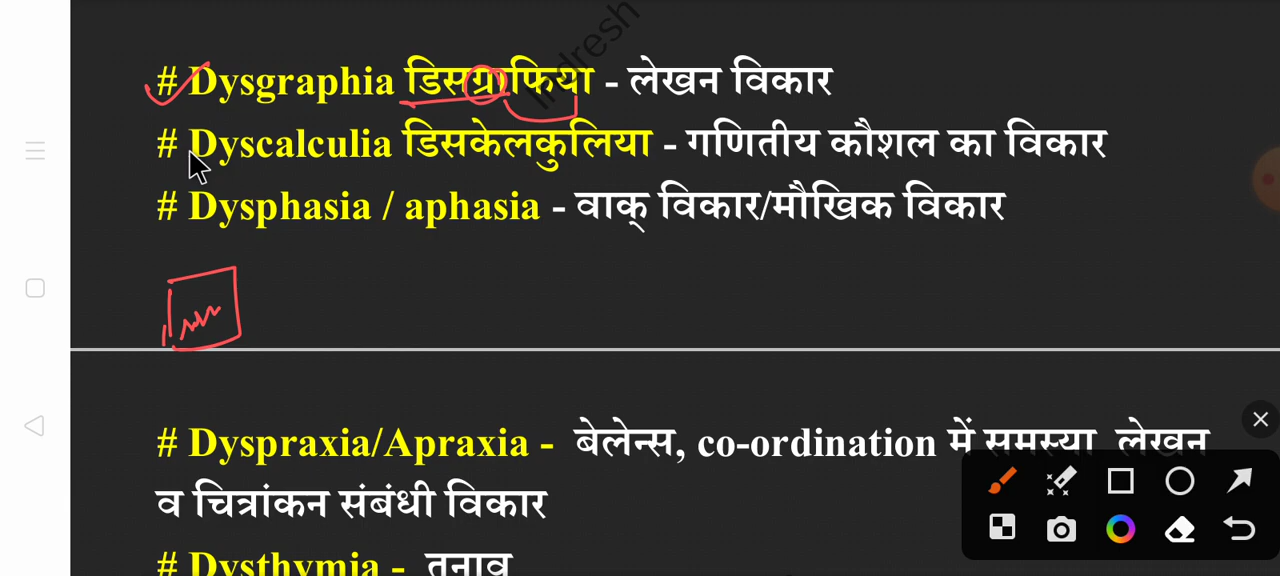 Indresh
# Dysgraphia डिसग्राफिया - लेखन विकार
# Dyscalculia डिसकेलकुलिया - गणितीय कौशल का विकार
# Dysphasia / aphasia - वाक् विकार/मौखिक विकार
# Dyspraxia/Apraxia - बेलेन्स, co-ordination में समस्या, लेखन
व चित्रांकन संबंधी विकार
# Dysthymia - तनाव